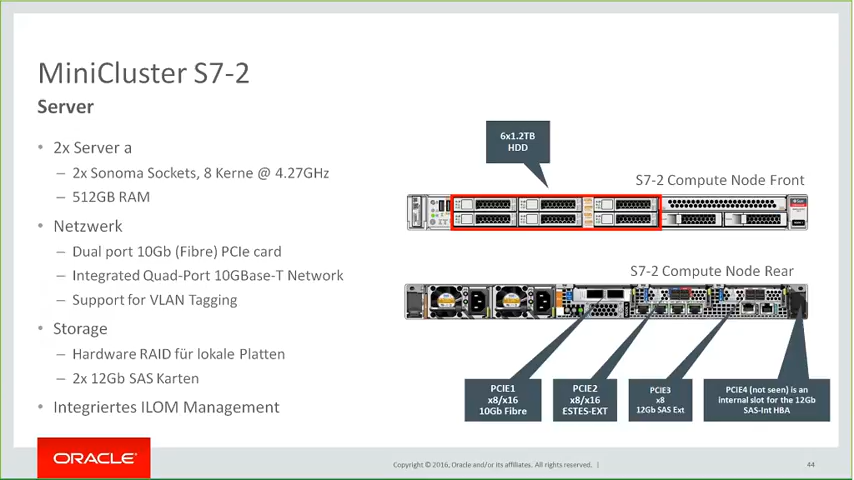 MiniCluster S7-2
Server
• 2x Server a
– 2x Sonoma Sockets, 8 Kerne @ 4.27GHz
– 512GB RAM
• Netzwerk
– Dual port 10Gb (Fibre) PCIe card
– Integrated Quad-Port 10GBase-T Network
– Support for VLAN Tagging
• Storage
– Hardware RAID für lokale Platten
– 2x 12Gb SAS Karten
• Integriertes ILOM Management
6x1.2TB
HDD
S7-2 Compute Node Front
S7-2 Compute Node Rear
PCIE1
x8/x16
10Gb Fibre
PCIE2
x8/x16
ESTES-EXT
PCIE3
x8
12Gb SAS Ext
PCIE4 (not seen) is an
internal slot for the 12Gb
SAS-Int HBA
ORACLE
Copyright © 2016, Oracle and/or its affiliates. All rights reserved. |
44